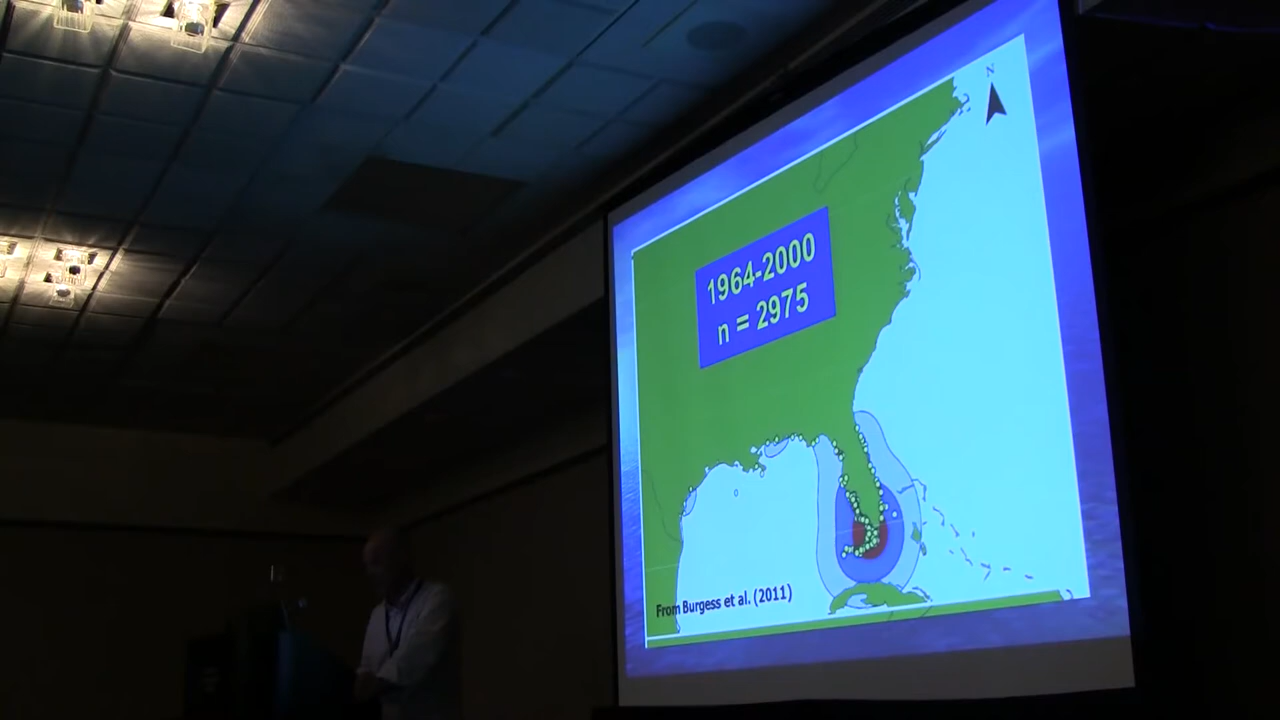 N
1964-2000
n = 2975
From Burgess et al. (2011)